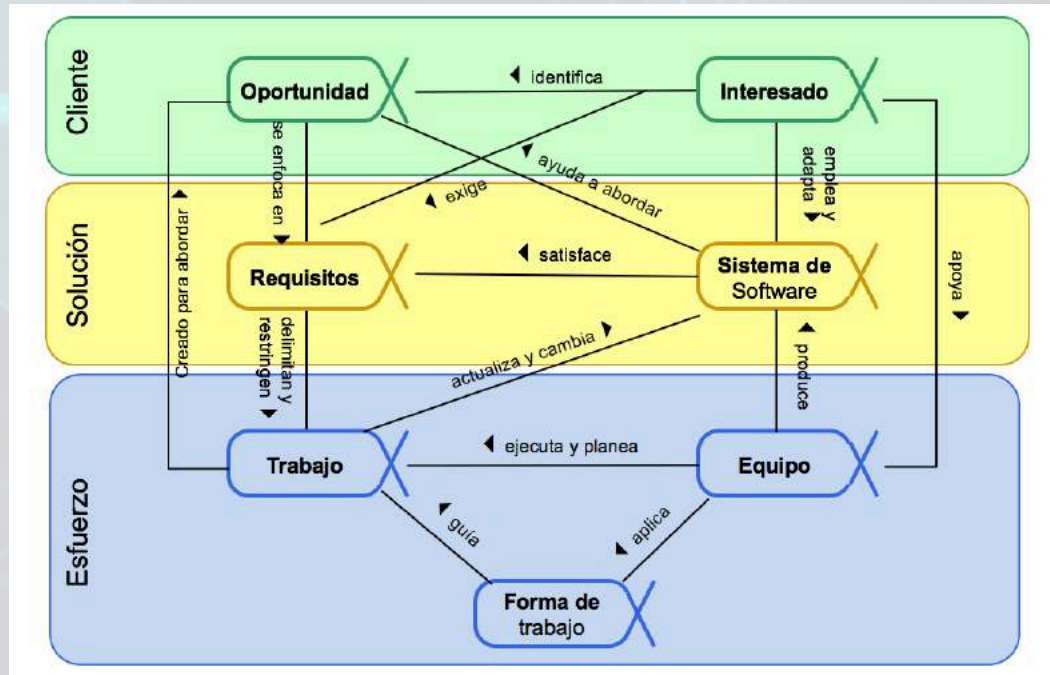 Cliente
Oportunidad
◄ identifica
Interesado
se enfoca en ►
◄ exige
◄ ayuda a abordar
emplea y
adapta ►
Creado para abordar ►
apoya ►
Solución
Requisitos
◄ satisface
Sistema de
Software
delimitan y
restringen ►
actualiza y cambia ►
◄ produce
Esfuerzo
Trabajo
◄ ejecuta y planea
Equipo
◄ guía
◄ aplica
Forma de
trabajo